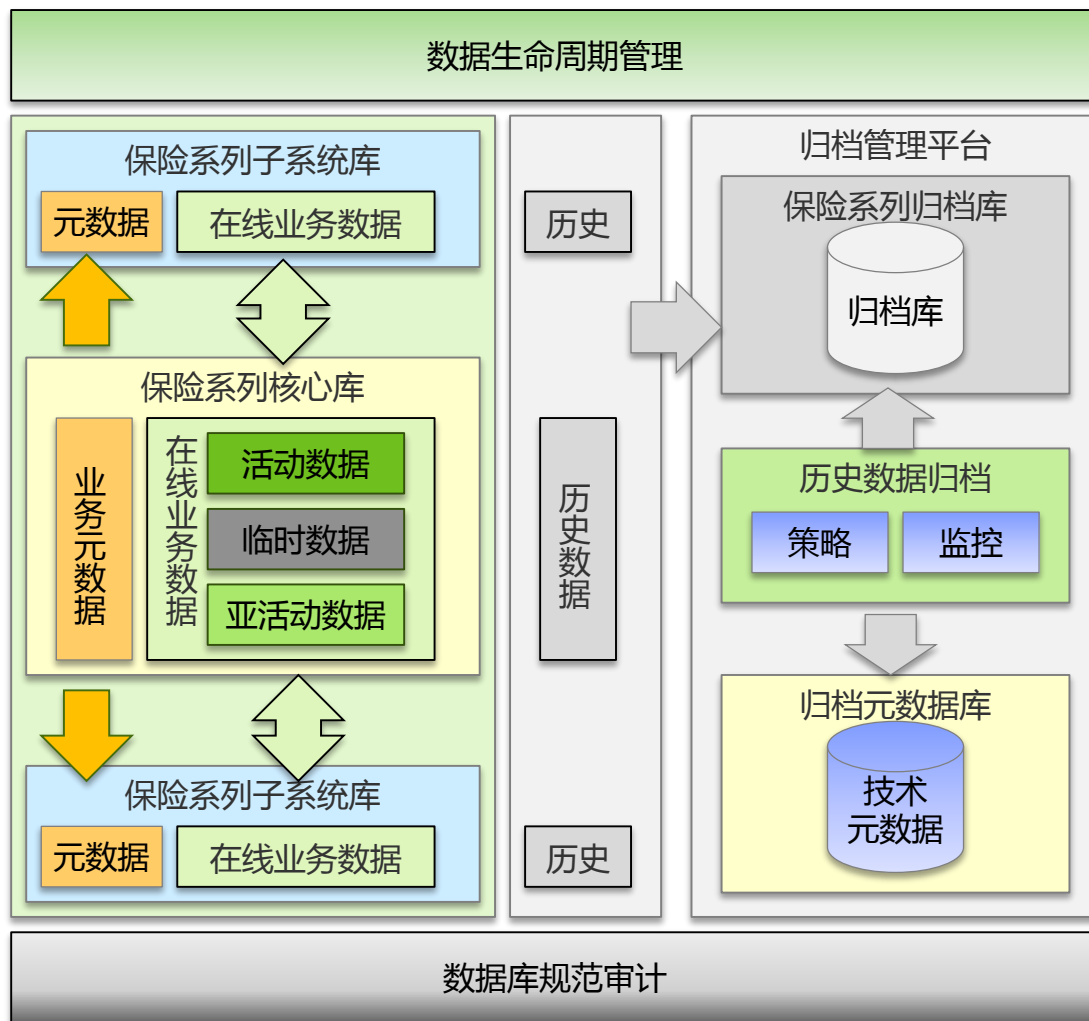 数据生命周期管理
保险系列子系统库
元数据
在线业务数据
保险系列核心库
业务元数据
在线业务数据
活动数据
临时数据
亚活动数据
保险系列子系统库
元数据
在线业务数据
历史
历史数据
历史
归档管理平台
保险系列归档库
归档库
历史数据归档
策略
监控
归档元数据库
技术
元数据
数据库规范审计